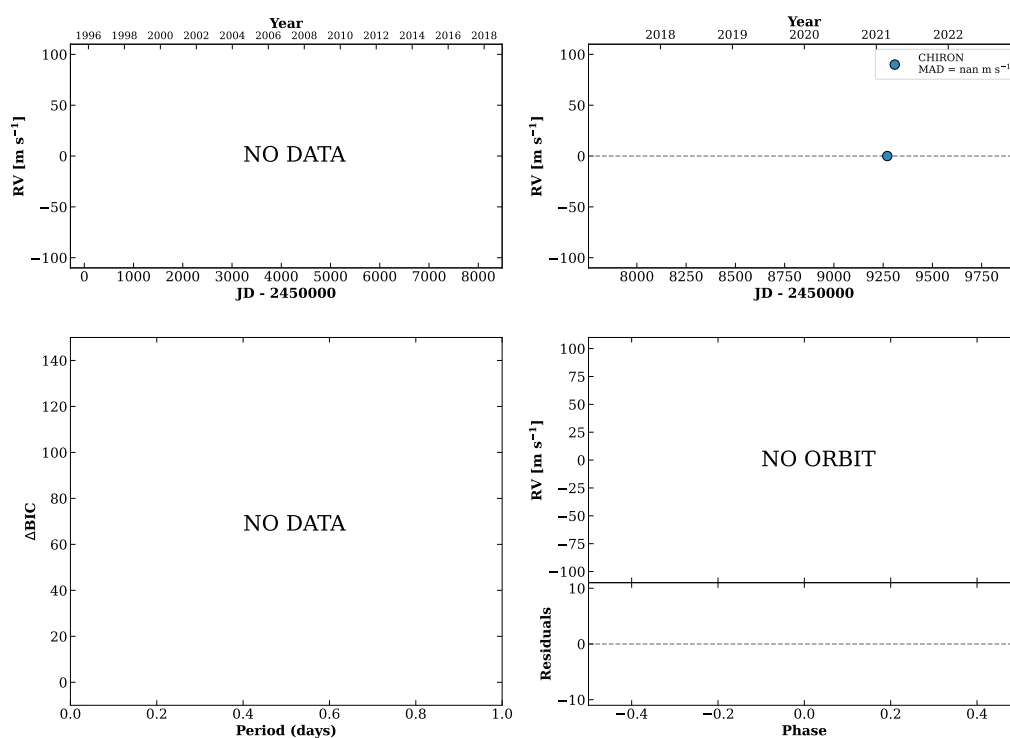 Year
1996 1998 2000 2002 2004 2006 2008 2010 2012 2014 2016 2018
100
50
0
−50
−100
RV [m s⁻¹]
NO DATA
0 1000 2000 3000 4000 5000 6000 7000 8000
JD - 2450000
Year
2018 2019 2020 2021 2022
CHIRON
MAD = nan m s⁻¹
100
50
0
−50
−100
RV [m s⁻¹]
8000 8250 8500 8750 9000 9250 9500 9750
JD - 2450000
140
120
100
80
60
40
20
0
ΔBIC
NO DATA
0.0 0.2 0.4 0.6 0.8 1.0
Period (days)
100
75
50
25
0
−25
−50
−75
−100
RV [m s⁻¹]
NO ORBIT
10
0
−10
Residuals
−0.4 −0.2 0.0 0.2 0.4
Phase